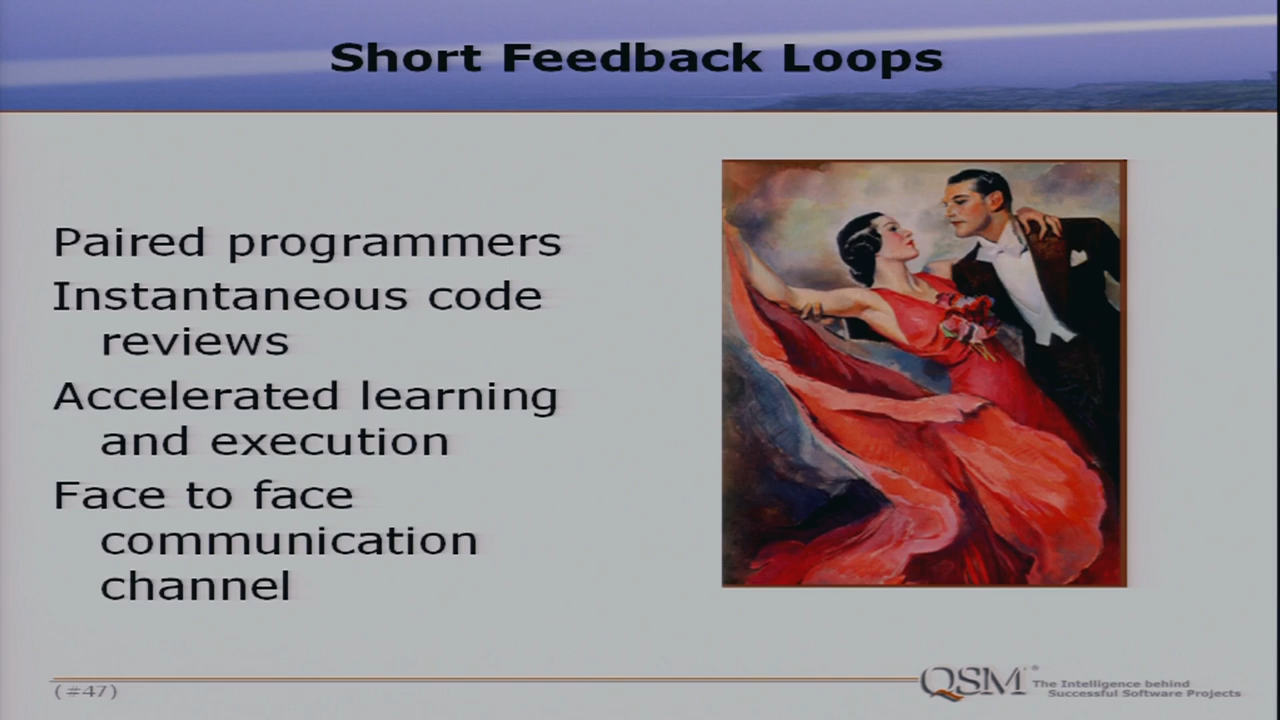 Short Feedback Loops
Paired programmers
Instantaneous code
reviews
Accelerated learning
and execution
Face to face
communication
channel
(#47)
QSM®
The Intelligence behind
Successful Software Projects